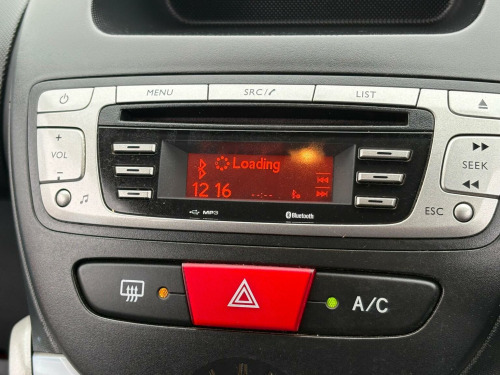 MENU SRC/ LIST
+
VOL
-
Loading
12 16 --:--
MP3 Bluetooth
SEEK
ESC
A/C